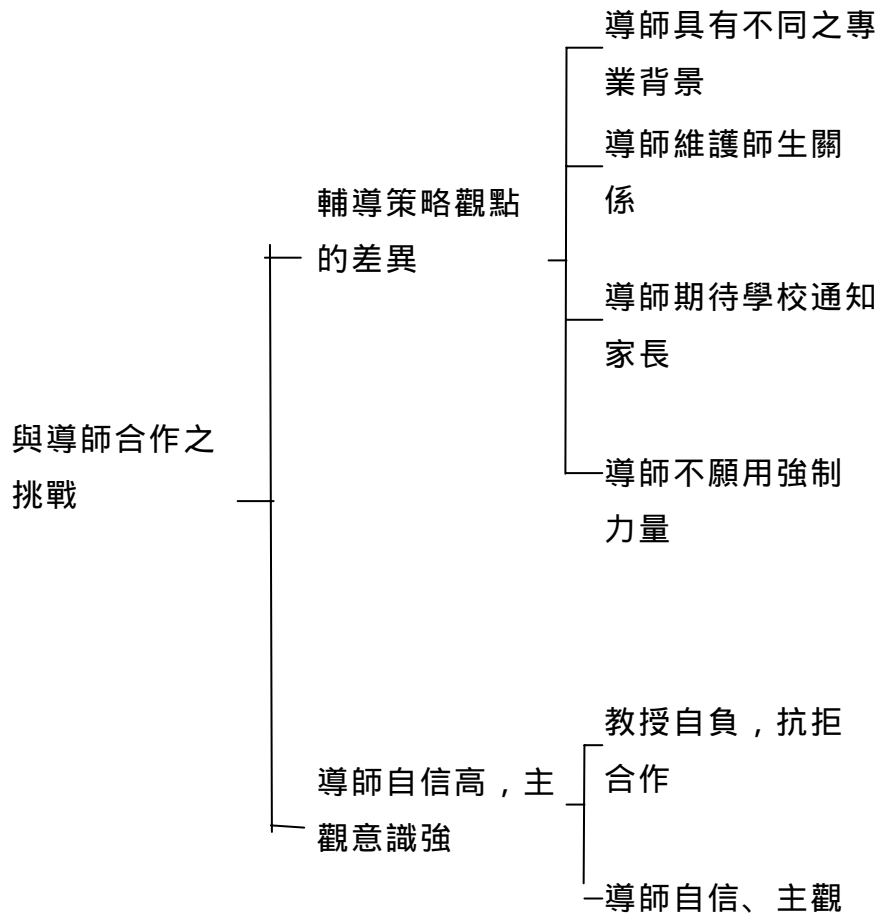 與導師合作之
挑戰
輔導策略觀點
的差異
導師具有不同之專
業背景
導師維護師生關
係
導師期待學校通知
家長
導師不願用強制
力量
導師自信高，主
觀意識強
教授自負，抗拒
合作
導師自信、主觀